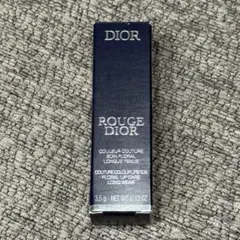 DIOR
ROUGE
DIOR
COULEUR COUTURE
SOIN FLORAL
LONGUE TENUE
COUTURE COLOUR LIPSTICK
FLORAL LIP CARE
LONG WEAR
3.5 g - NET WT. 0.12 OZ